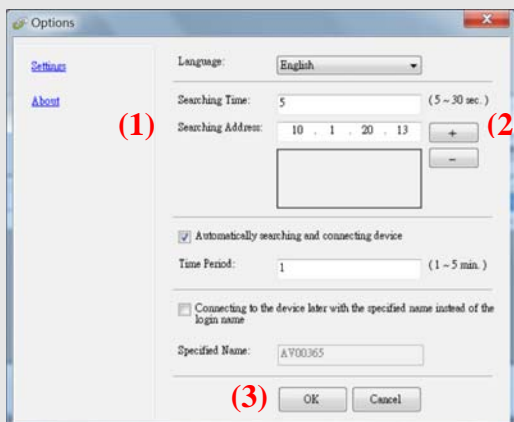 Options
Settings
About
Language: English
(1)
Searching Time: 5 (5 ~ 30 sec. )
Searching Address: 10 . 1 . 20 . 13 + (2
−
Automatically searching and connecting device
Time Period: 1 (1 ~ 5 min. )
Connecting to the device later with the specified name instead of the
login name
Specified Name: AV00365
(3) OK Cancel